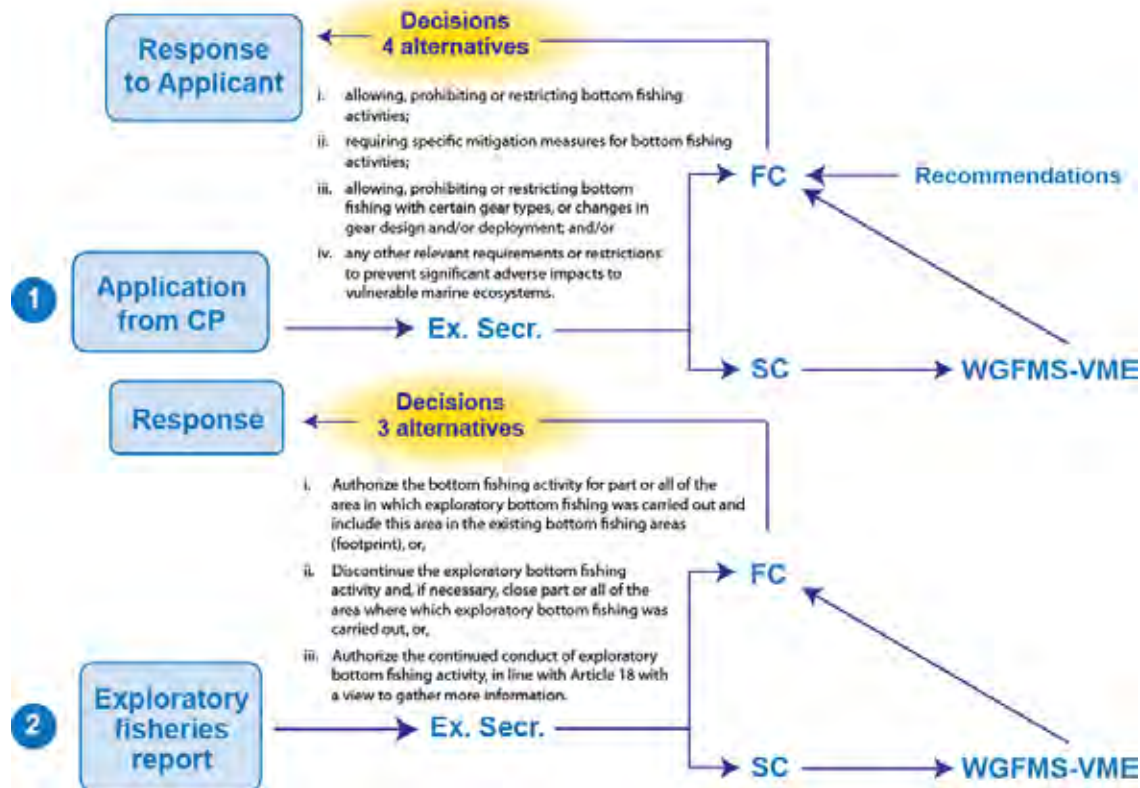 Response
to Applicant
Decisions
4 alternatives
i. allowing, prohibiting or restricting bottom fishing
activities;
ii. requiring specific mitigation measures for bottom fishing
activities;
iii. allowing, prohibiting or restricting bottom
fishing with certain gear types, or changes in
gear design and/or deployment; and/or
iv. any other relevant requirements or restrictions
to prevent significant adverse impacts to
vulnerable marine ecosystems.
FC
Recommendations
1
Application
from CP
Ex. Secr.
SC
WGFMS-VME
Response
Decisions
3 alternatives
i. Authorize the bottom fishing activity for part or all of the
area in which exploratory bottom fishing was carried out and
include this area in the existing bottom fishing areas
(footprint), or,
ii. Discontinue the exploratory bottom fishing
activity and, if necessary, close part or all of the
area where which exploratory bottom fishing was
carried out, or,
iii. Authorize the continued conduct of exploratory
bottom fishing activity, in line with Article 18 with
a view to gather more information.
FC
2
Exploratory
fisheries
report
Ex. Secr.
SC
WGFMS-VME